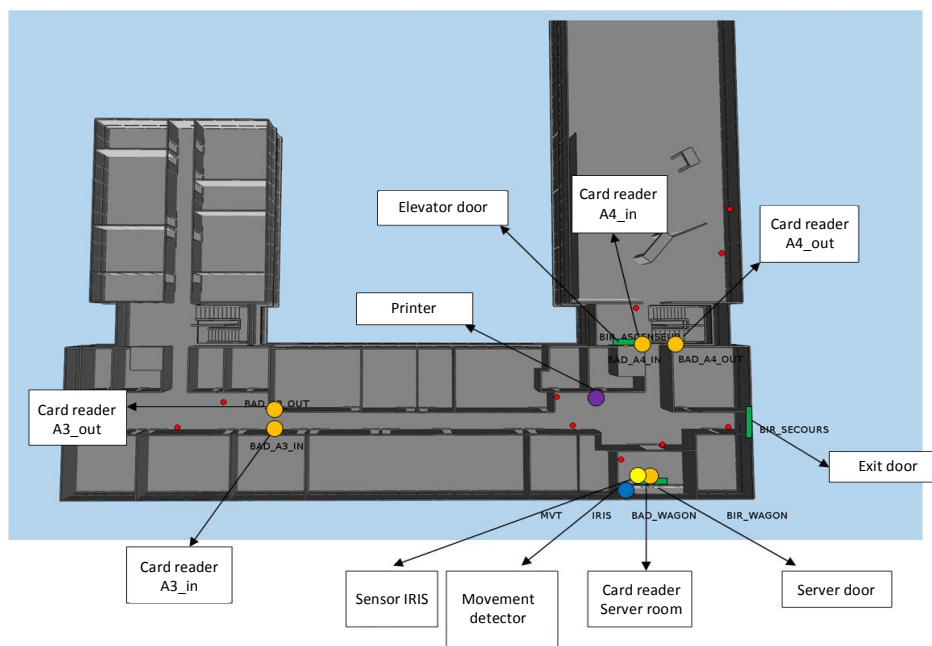 Card reader
A4_in
Elevator door
Card reader
A4_out
Printer
BIR_ASCENSEUR
BAD_A4_IN
BAD_A4_OUT
Card reader
A3_out
BAD_A3_OUT
BAD_A3_IN
BIR_SECOURS
Exit door
MVT
IRIS
BAD_WAGON
BIR_WAGON
Card reader
A3_in
Sensor IRIS
Movement
detector
Card reader
Server room
Server door